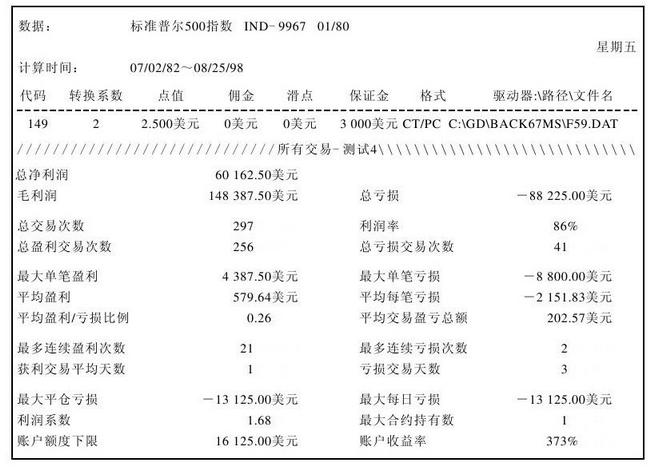 数据： 标准普尔500指数 IND-9967 01/80
星期五
计算时间： 07/02/82～08/25/98
代码 转换系数 点值 佣金 滑点 保证金 格式 驱动器:\路径\文件名
149 2 2.500美元 0美元 0美元 3 000美元 CT/PC C:\GD\BACK67MS\F59.DAT
//////////////////////////////所有交易-测试4\\\\\\\\\\\\\\\\\\\\\\\\\\\\\\
总净利润 60 162.50美元
毛利润 148 387.50美元 总亏损 －88 225.00美元
总交易次数 297 利润率 86%
总盈利交易次数 256 总亏损交易次数 41
最大单笔盈利 4 387.50美元 最大单笔亏损 －8 800.00美元
平均盈利 579.64美元 平均每笔亏损 －2 151.83美元
平均盈利/亏损比例 0.26 平均交易盈亏总额 202.57美元
最多连续盈利次数 21 最多连续亏损次数 2
获利交易平均天数 1 亏损交易天数 3
最大平仓亏损 －13 125.00美元 最大每日亏损 －13 125.00美元
利润系数 1.68 最大合约持有数 1
账户额度下限 16 125.00美元 账户收益率 373%